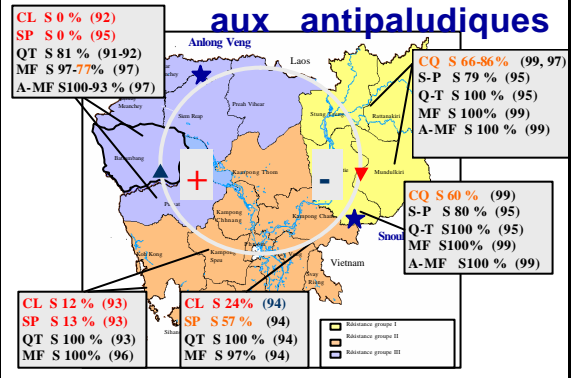 aux antipaludiques
CL S 0 % (92)
SP S 0 % (95)
QT S 81 % (91-92)
MF S 97-77% (97)
A-MF S100-93 % (97)
Anlong Veng
Laos
CQ S 66-86% (99, 97)
S-P S 79 % (95)
Q-T S 100 % (95)
MF S 100% (99)
A-MF S 100 % (99)
Meanchey
Siem Reap
Preah Vihear
Stung Treng
Rattanakiri
Battambang
+
-
Kampong Thom
Mundulkiri
CQ S 60 % (99)
S-P S 80 % (95)
Q-T S100 % (95)
MF S100% (99)
A-MF S100 % (99)
Kampong
Chhnang
Kampong Cham
Snoul
Koh Kong
Kampong
Speu
Vietnam
Svay
Rieng
CL S 12 % (93)
SP S 13 % (93)
QT S 100 % (93)
MF S 100% (96)
CL S 24% (94)
SP S 57 % (94)
QT S 100 % (94)
MF S 97% (94)
Résistance groupe I
Résistance groupe II
Résistance groupe III